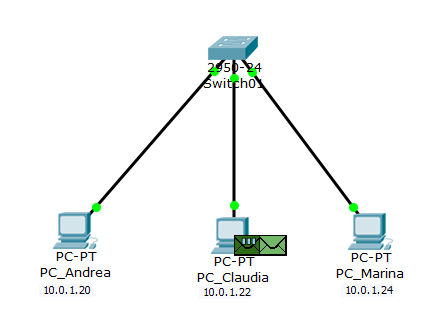 2950-24
Switch01
PC-PT
PC_Andrea
10.0.1.20
PC-PT
PC_Claudia
10.0.1.22
PC-PT
PC_Marina
10.0.1.24